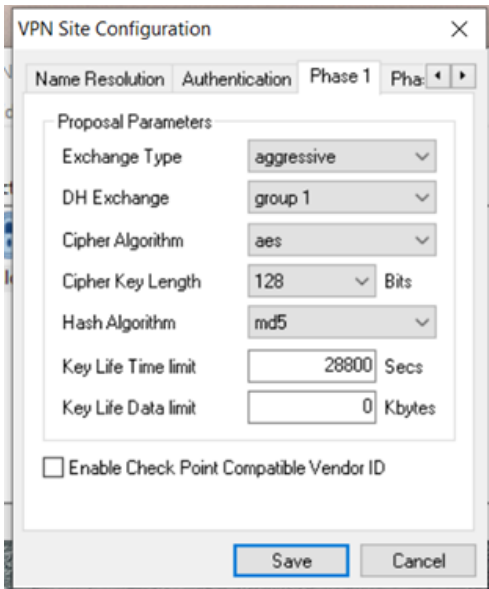 VPN Site Configuration
Name Resolution Authentication Phase 1
Proposal Parameters
Exchange Type aggressive
DH Exchange group 1
Cipher Algorithm aes
Cipher Key Length 128 Bits
Hash Algorithm md5
Key Life Time limit 28800 Secs
Key Life Data limit 0 Kbytes
Enable Check Point Compatible Vendor ID
Save Cancel